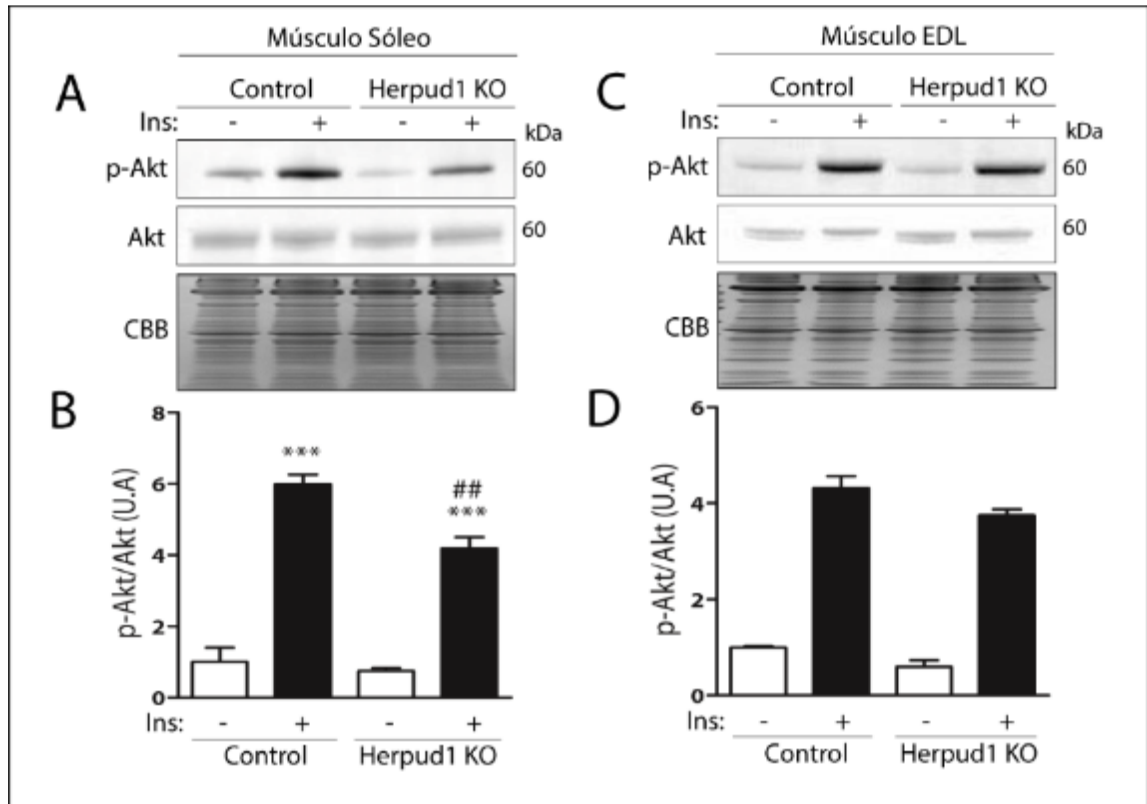 Músculo Sóleo
A
Control Herpud1 KO
Ins: - + - + kDa
p-Akt 60
Akt 60
CBB
B
8
6
4
2
0
p-Akt/Akt (U.A)
***
##
***
Ins: - + - +
Control Herpud1 KO
Músculo EDL
C
Control Herpud1 KO
Ins: - + - + kDa
p-Akt 60
Akt 60
CBB
D
6
4
2
0
p-Akt/Akt (U.A)
Ins: - + - +
Control Herpud1 KO